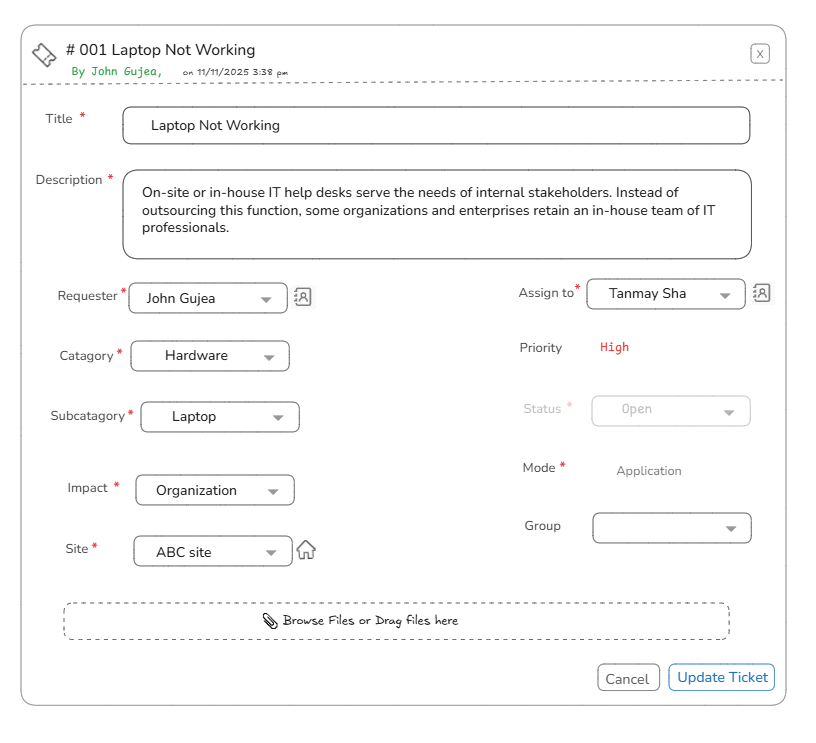 # 001 Laptop Not Working
X
By John Gujea, on 11/11/2025 3:38 pm
Title *
Laptop Not Working
Description *
On-site or in-house IT help desks serve the needs of internal stakeholders. Instead of
outsourcing this function, some organizations and enterprises retain an in-house team of IT
professionals.
Requester * John Gujea
Assign to * Tanmay Sha
Catagory * Hardware
Priority High
Subcatagory * Laptop
Status * Open
Impact * Organization
Mode * Application
Site * ABC site
Group
Browse Files or Drag files here
Cancel
Update Ticket